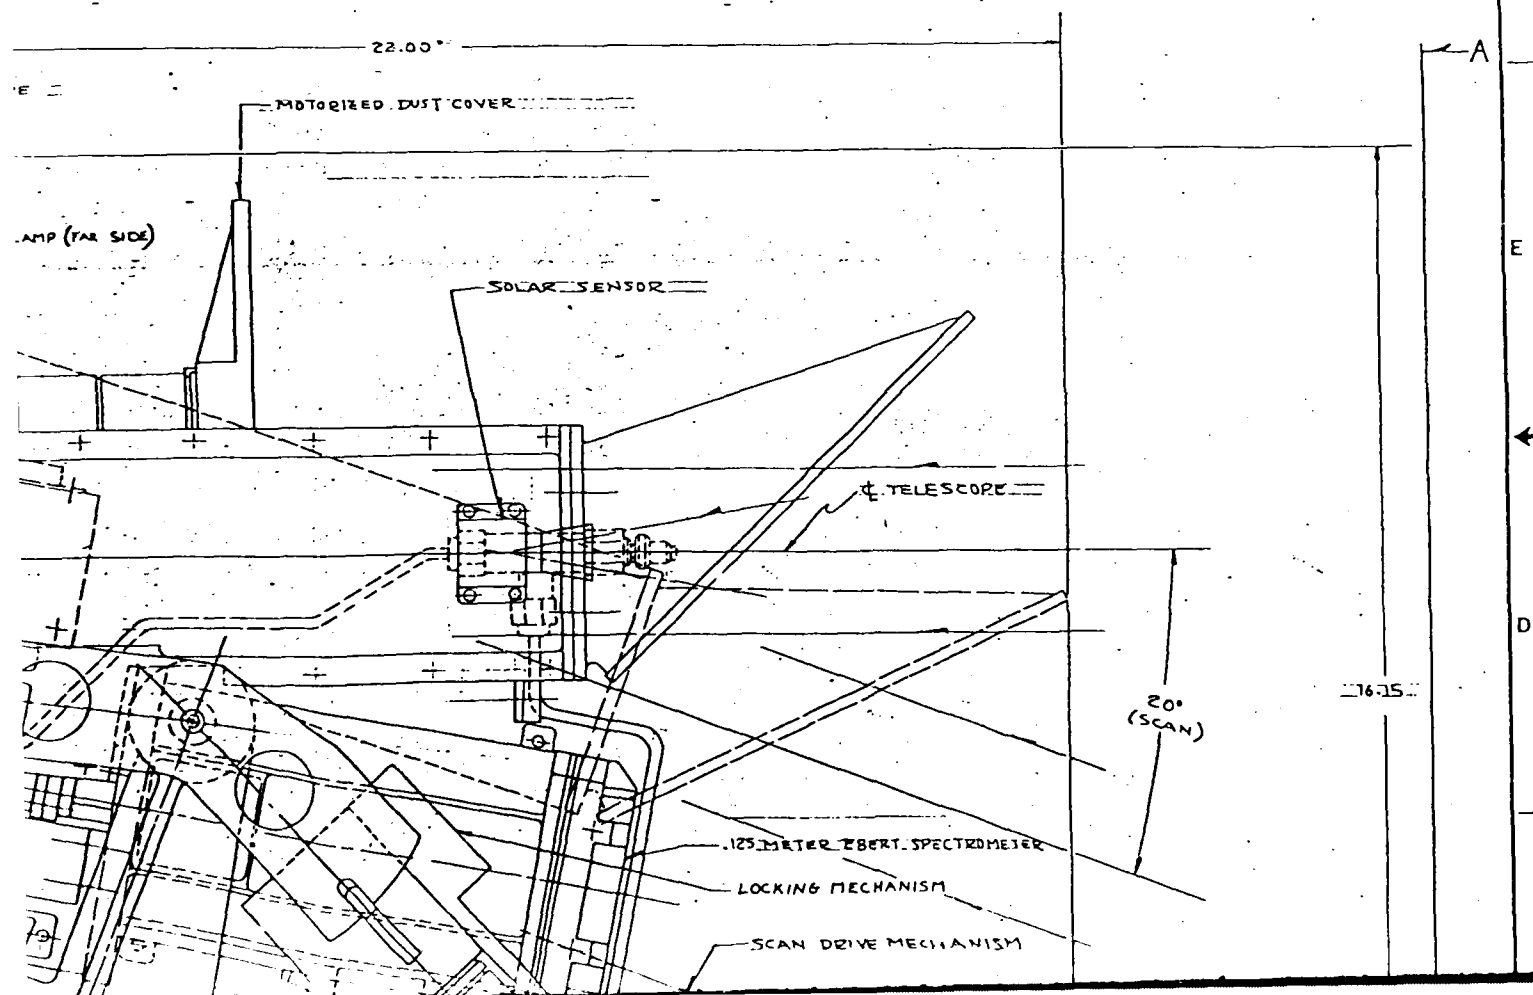 22.00"
A
MOTORIZED DUST COVER
AMP (FAR SIDE)
E
SOLAR SENSOR
℄ TELESCOPE
D
16.15
20°
(SCAN)
.125 METER EBERT SPECTROMETER
LOCKING MECHANISM
SCAN DRIVE MECHANISM